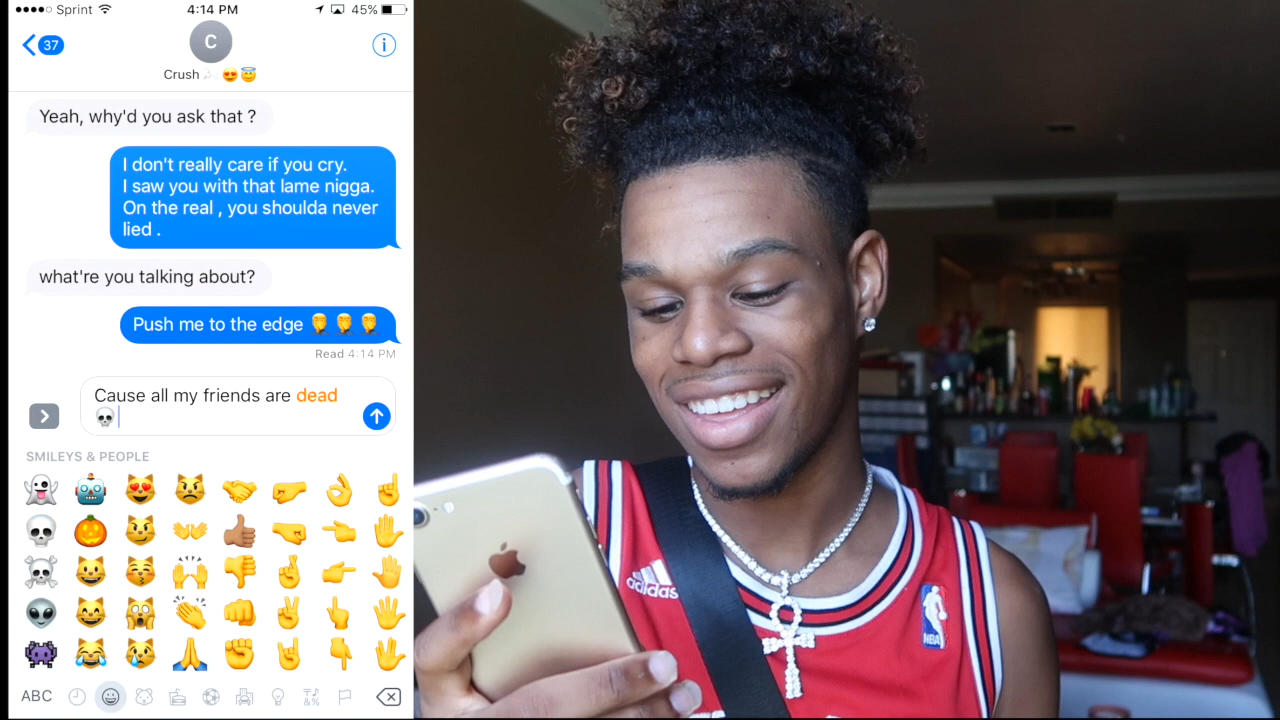 Sprint
4:14 PM
45%
37
C
Crush
Yeah, why'd you ask that ?
I don't really care if you cry.
I saw you with that lame nigga.
On the real , you shoulda never
lied .
what're you talking about?
Push me to the edge 🤦🤦🤦
Read 4:14 PM
Cause all my friends are dead
💀
SMILEYS & PEOPLE
ABC
adidas
NBA